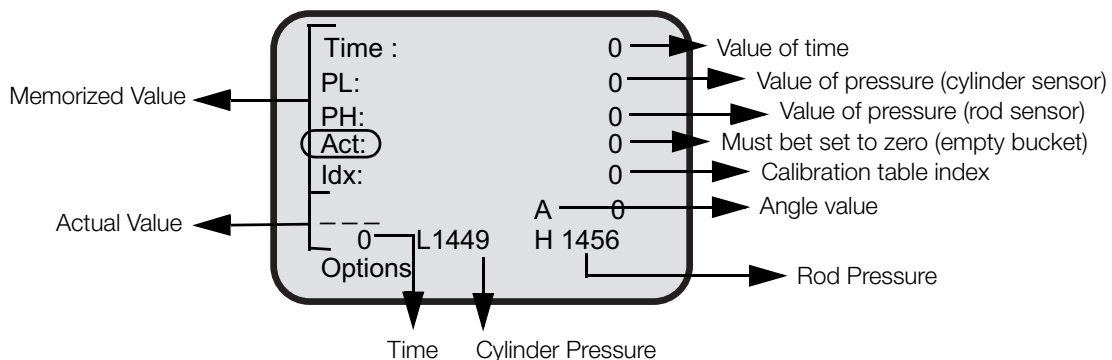 Time : 0 Value of time
PL: 0 Value of pressure (cylinder sensor)
Memorized Value
PH: 0 Value of pressure (rod sensor)
Act: 0 Must bet set to zero (empty bucket)
Idx: 0 Calibration table index
Actual Value
A 0 Angle value
_ _ _
0 L1449 H 1456
Options
Rod Pressure
Time Cylinder Pressure